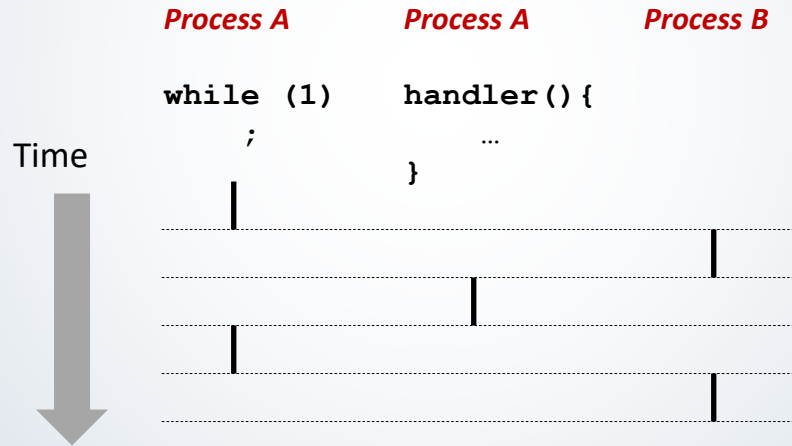 Process A Process A Process B
while (1) handler(){
; …
Time
}